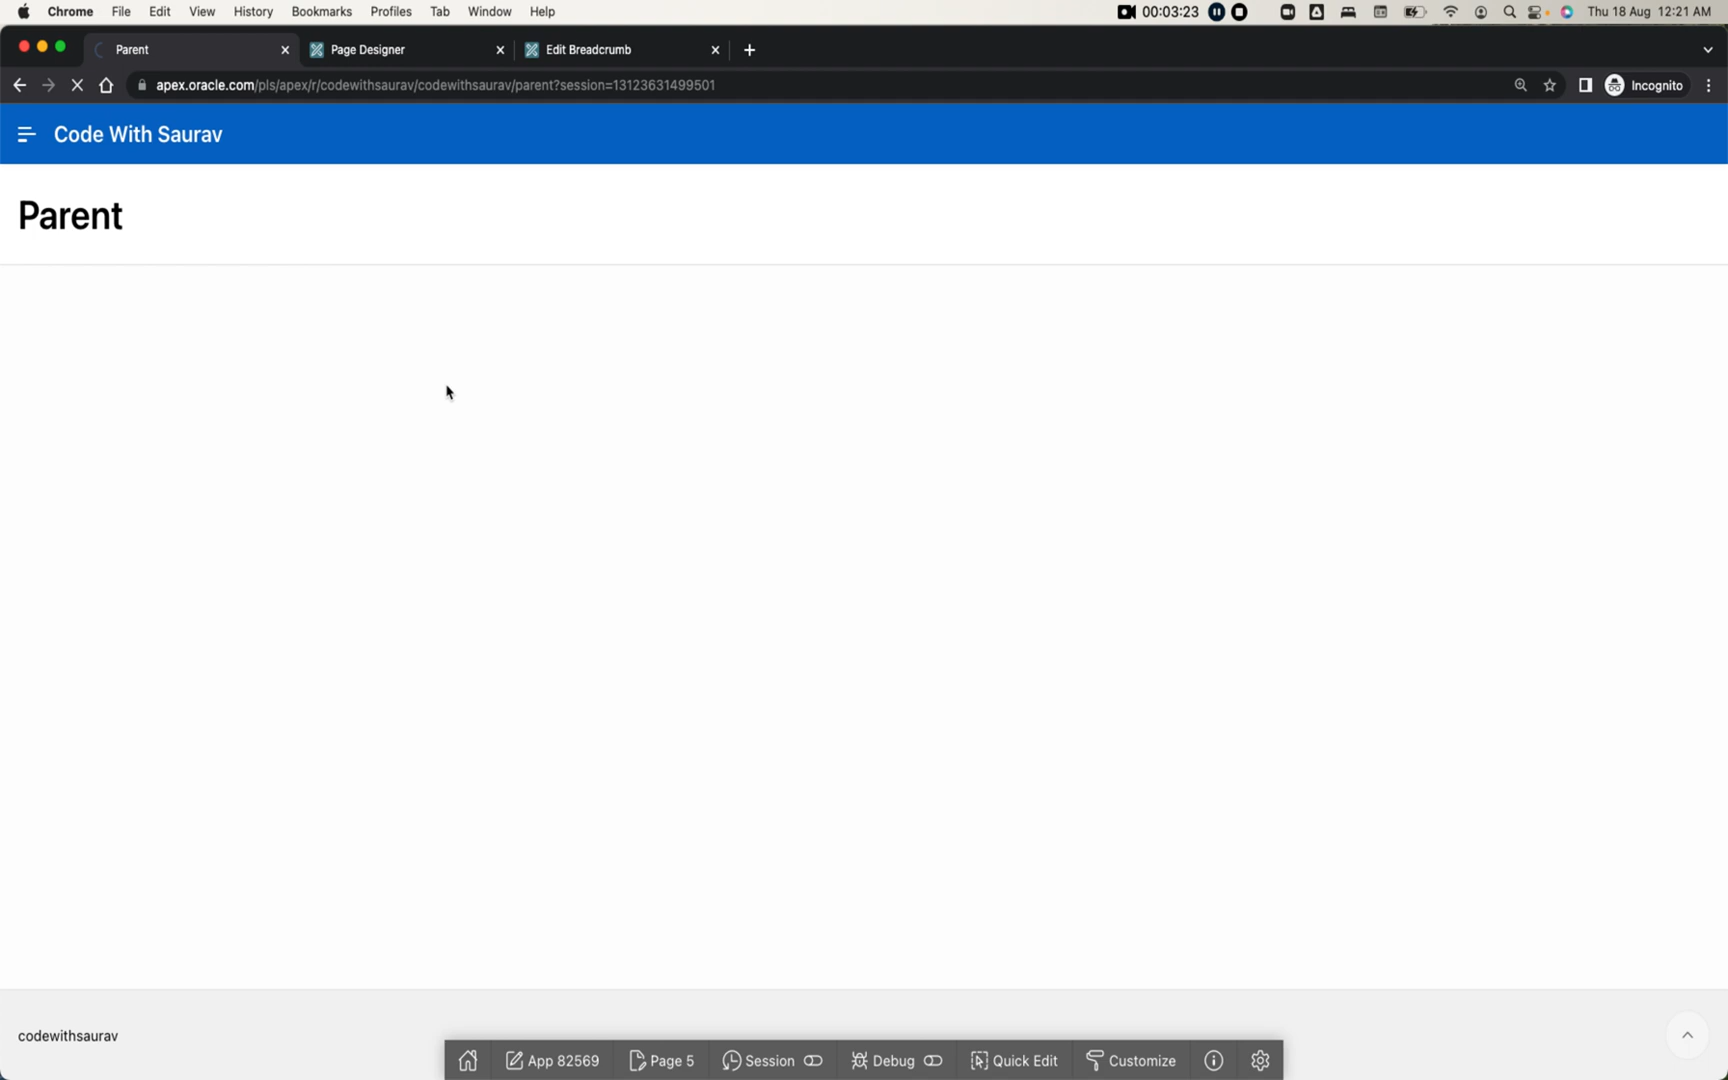 Chrome File Edit View History Bookmarks Profiles Tab Window Help 00:03:23 Thu 18 Aug 12:21 AM
Parent Page Designer Edit Breadcrumb
apex.oracle.com/pls/apex/r/codewithsaurav/codewithsaurav/parent?session=13123631499501 Incognito
Code With Saurav
Parent
codewithsaurav
App 82569 Page 5 Session Debug Quick Edit Customize